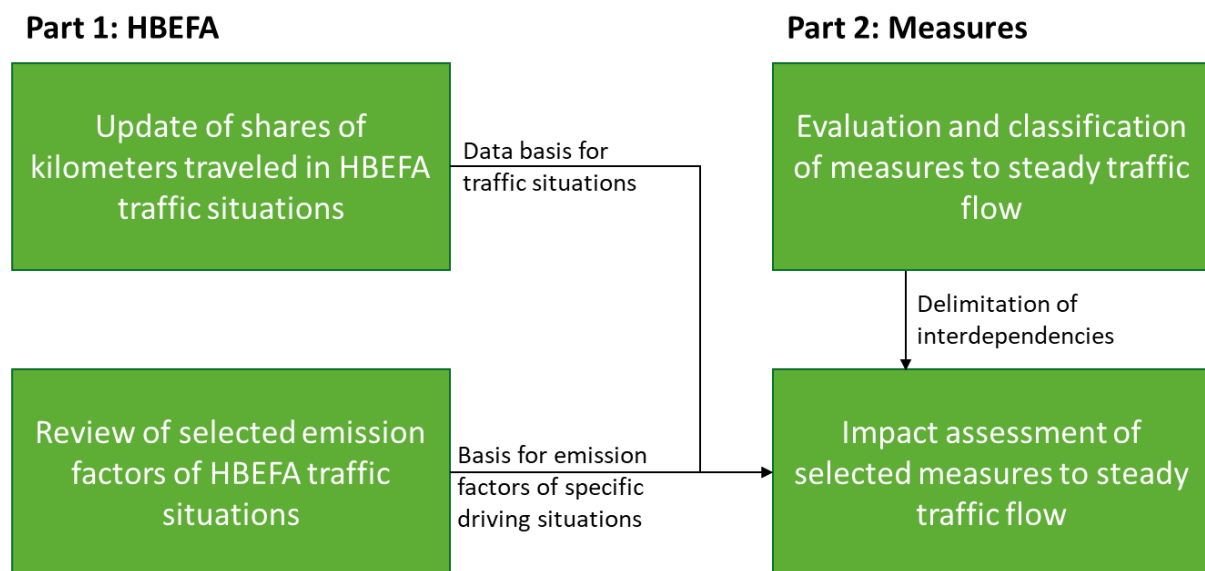 Part 1: HBEFA
Update of shares of
kilometers traveled in HBEFA
traffic situations
Data basis for
traffic situations
Review of selected emission
factors of HBEFA traffic
situations
Basis for emission
factors of specific
driving situations
Part 2: Measures
Evaluation and classification
of measures to steady traffic
flow
Delimitation of
interdependencies
Impact assessment of
selected measures to steady
traffic flow